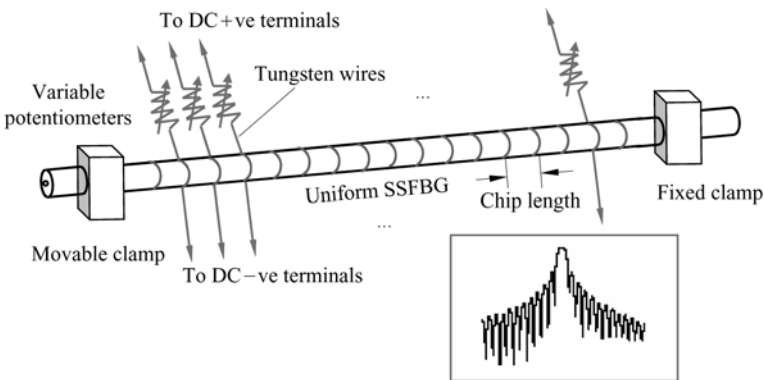 To DC+ve terminals
Tungsten wires
Variable
potentiometers
...
Uniform SSFBG
Chip length
Fixed clamp
Movable clamp
...
To DC−ve terminals